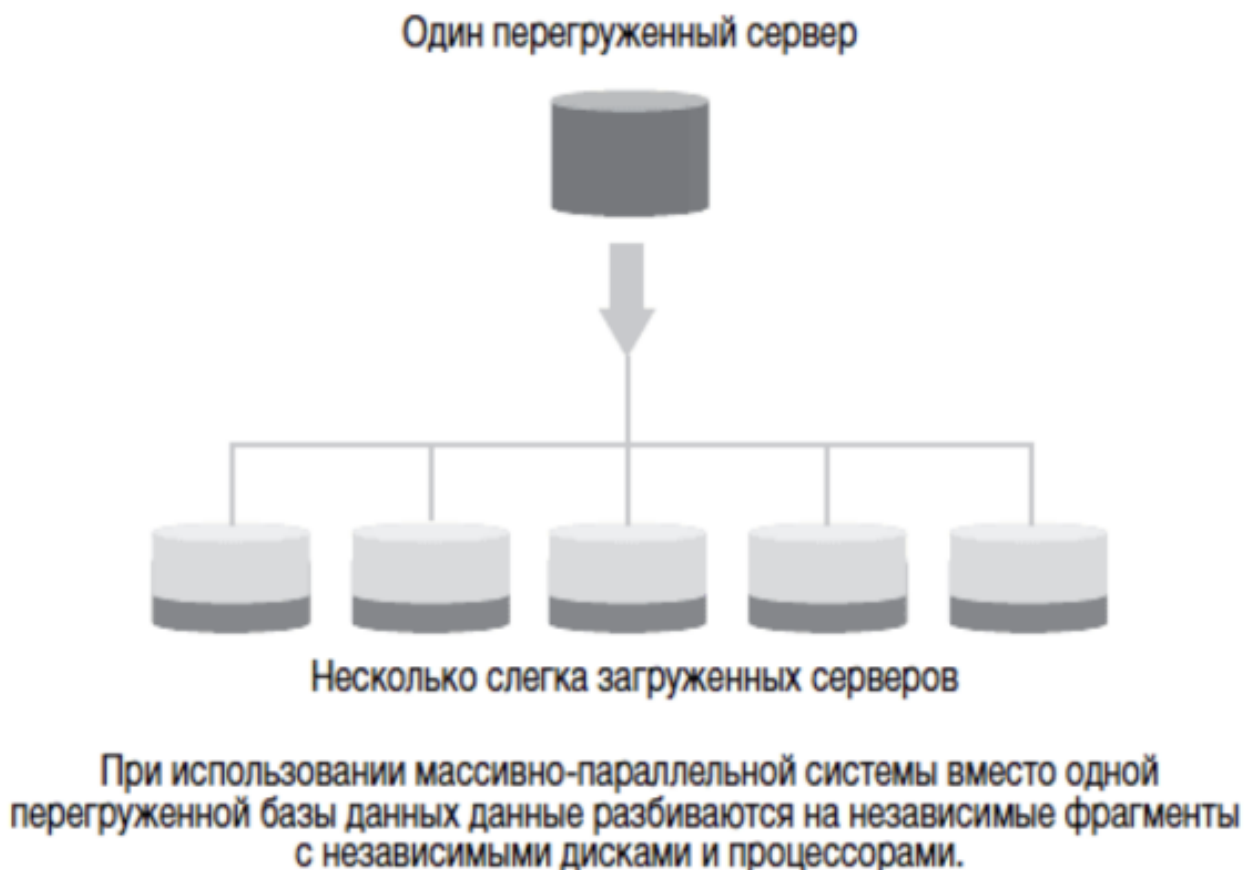 Один перегруженный сервер
Несколько слегка загруженных серверов
При использовании массивно-параллельной системы вместо одной
перегруженной базы данных данные разбиваются на независимые фрагменты
с независимыми дисками и процессорами.